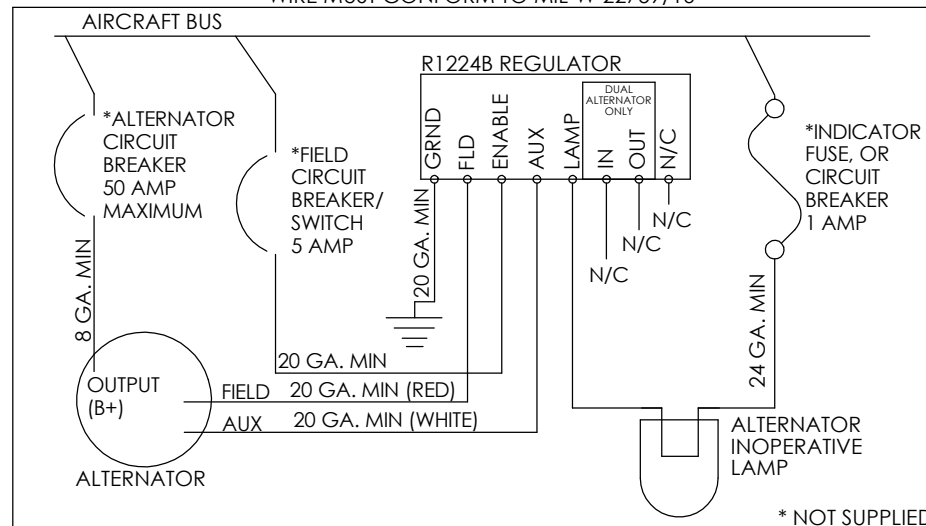 AIRCRAFT BUS
R1224B REGULATOR
DUAL
ALTERNATOR
ONLY
GRND
FLD
ENABLE
AUX
LAMP
IN
OUT
N/C
*ALTERNATOR
CIRCUIT
BREAKER
50 AMP
MAXIMUM
*FIELD
CIRCUIT
BREAKER/
SWITCH
5 AMP
*INDICATOR
FUSE, OR
CIRCUIT
BREAKER
1 AMP
N/C
N/C
N/C
8 GA. MIN
20 GA. MIN
24 GA. MIN
20 GA. MIN
OUTPUT
(B+)
FIELD 20 GA. MIN (RED)
AUX 20 GA. MIN (WHITE)
ALTERNATOR
ALTERNATOR
INOPERATIVE
LAMP
* NOT SUPPLIED